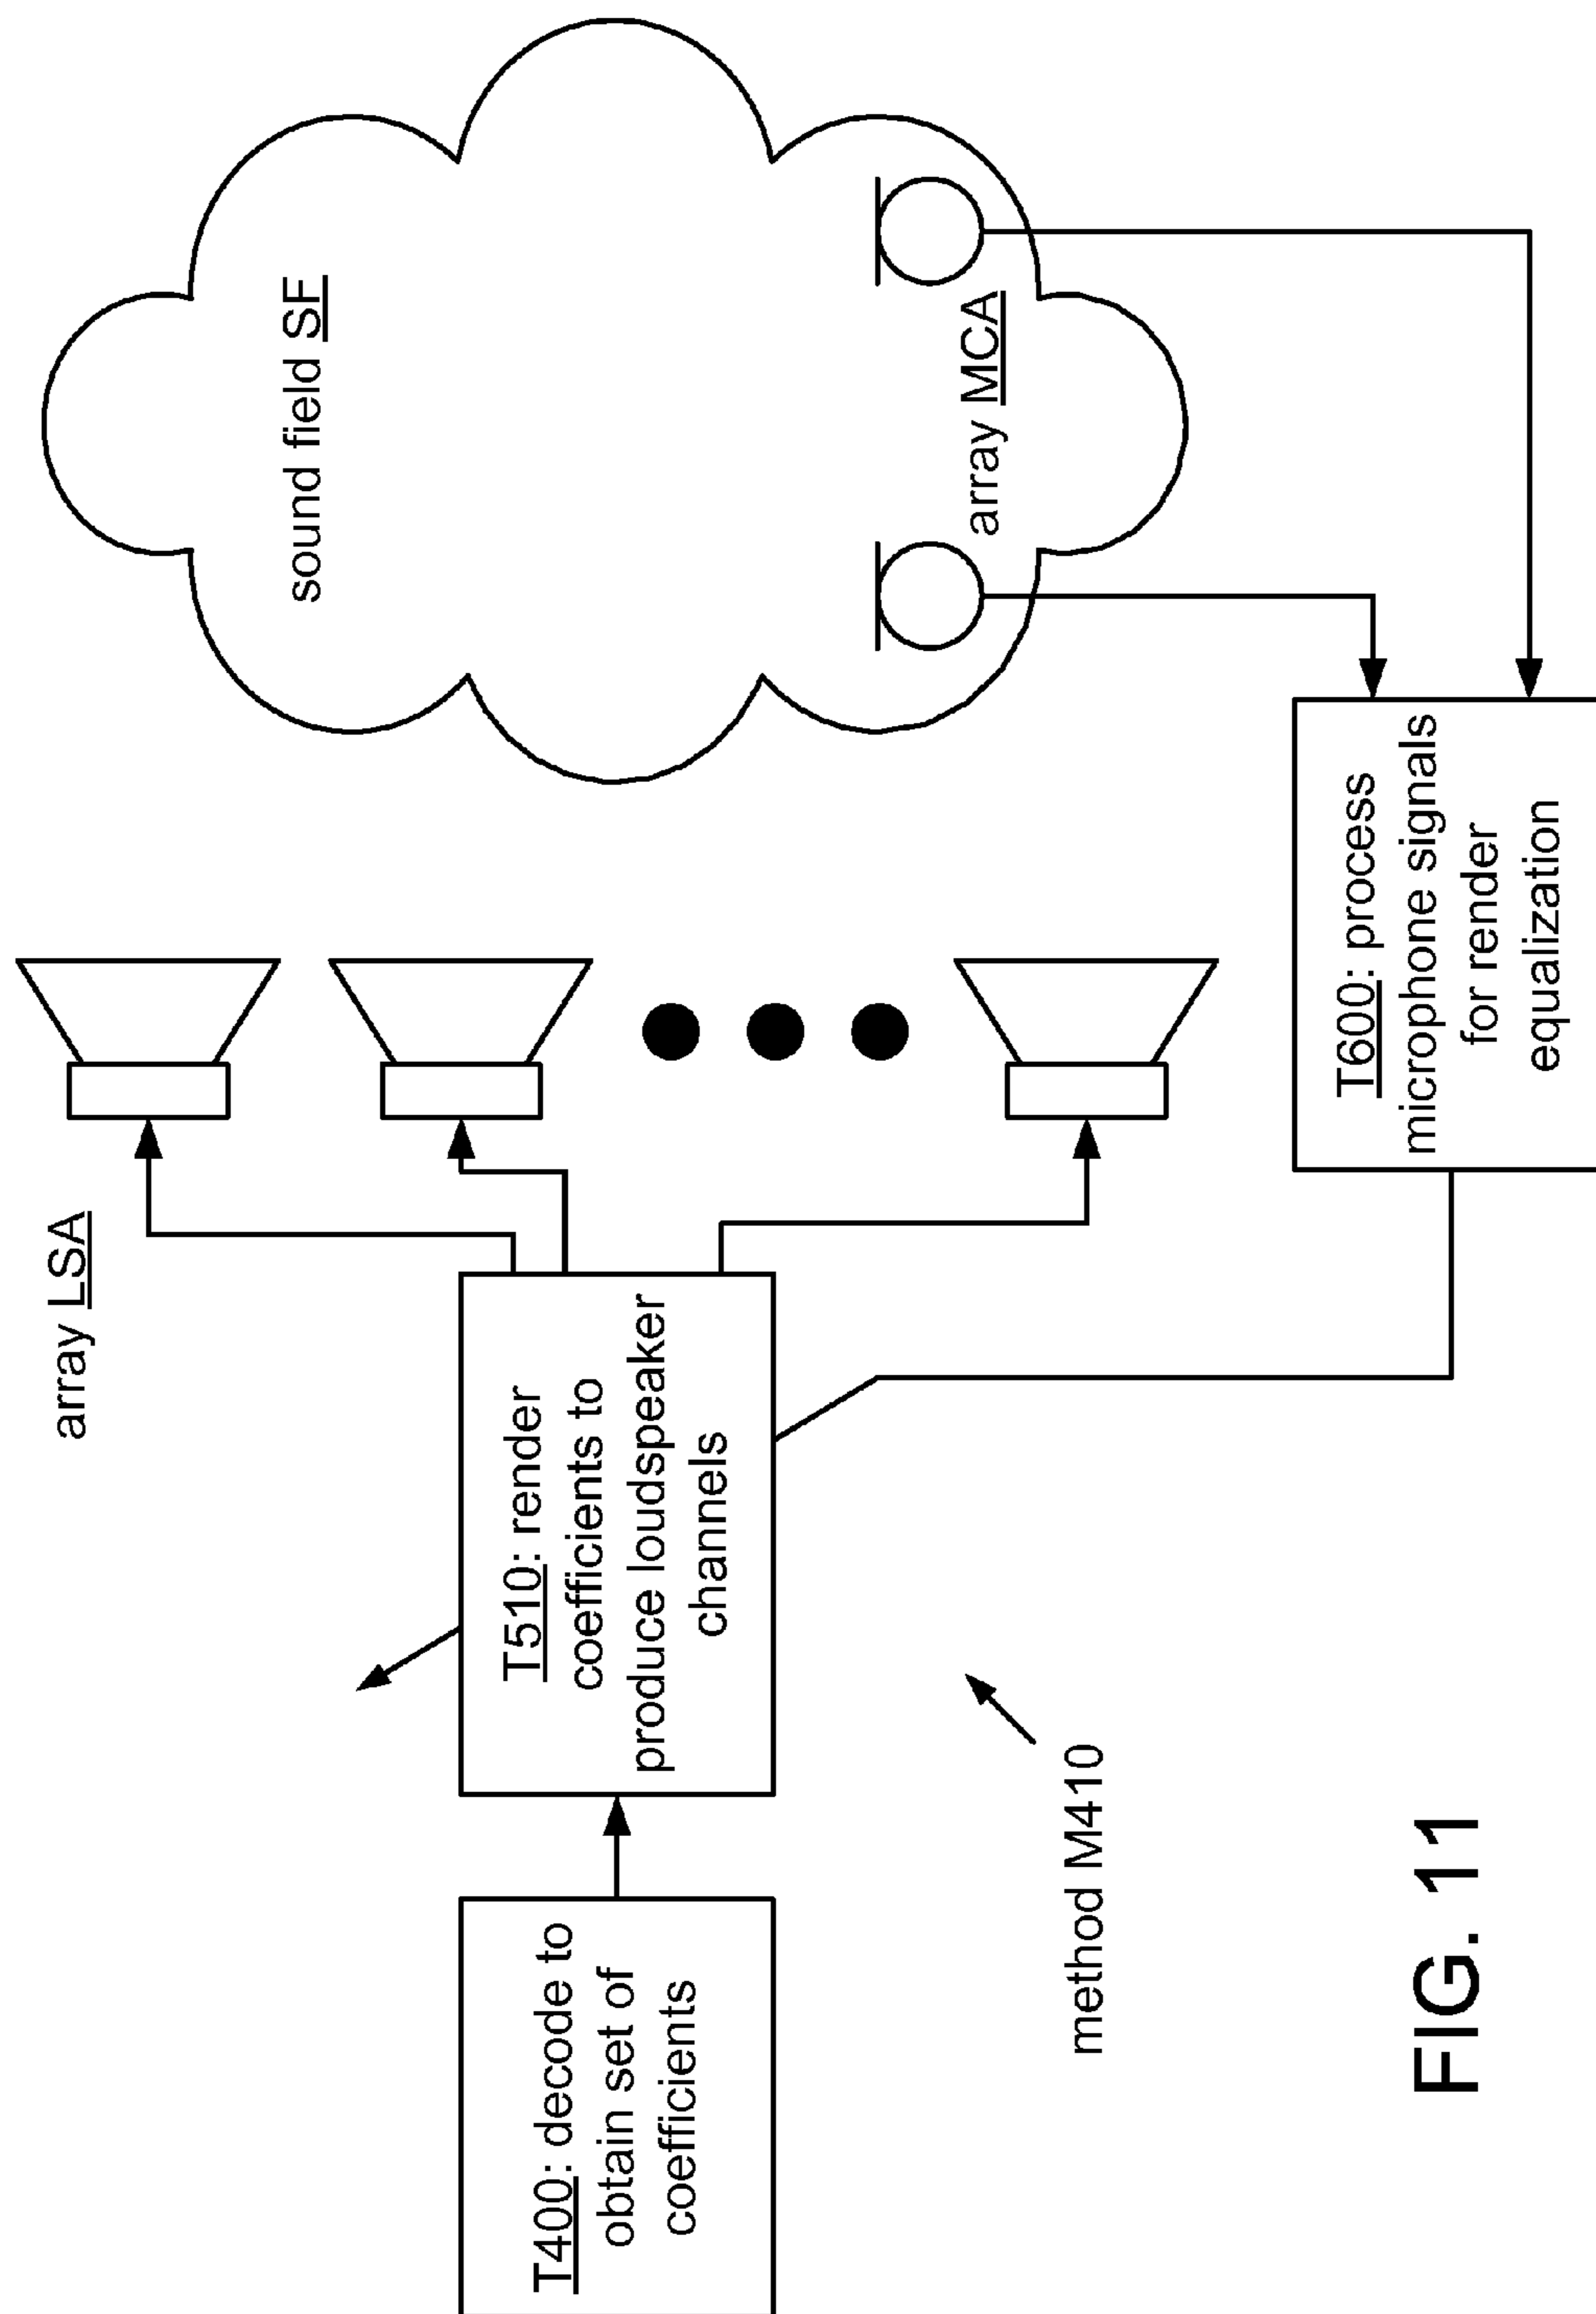 T400: decode to
obtain set of
coefficients
T510: render
coefficients to
produce loudspeaker
channels
array LSA
sound field SF
array MCA
T600: process
microphone signals
for render
equalization
method M410
FIG. 11